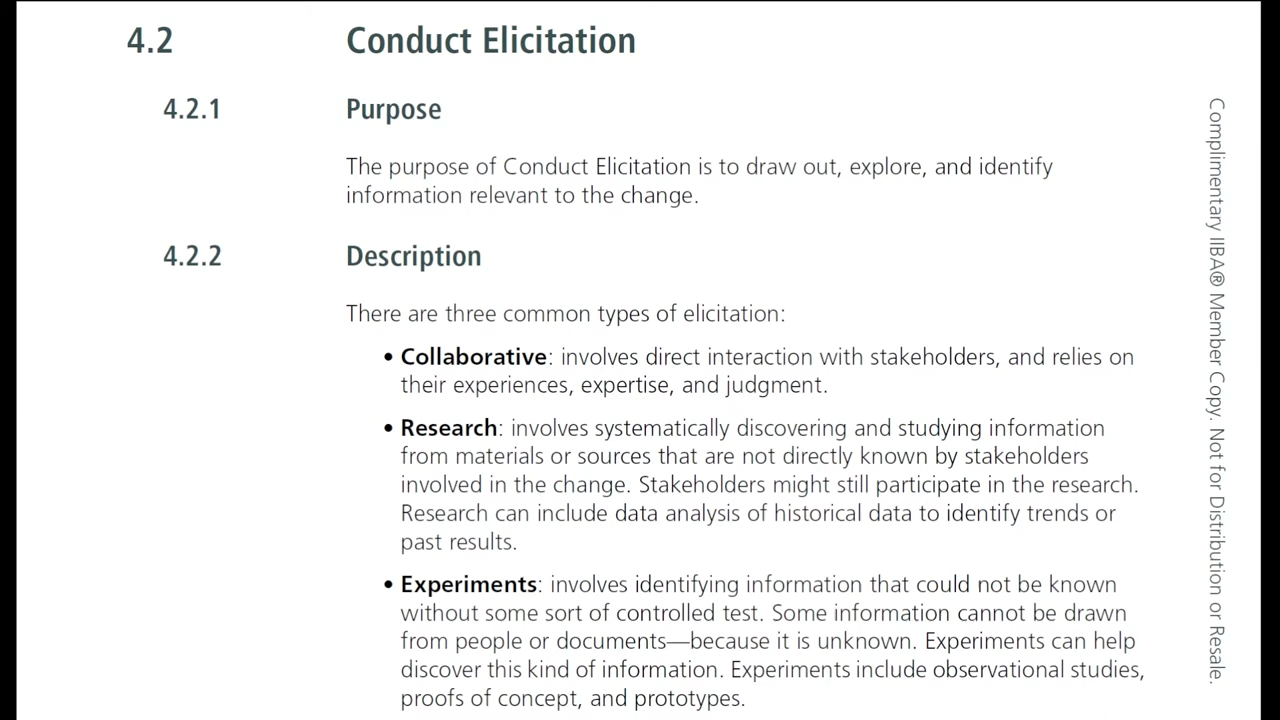 4.2 Conduct Elicitation
4.2.1 Purpose
The purpose of Conduct Elicitation is to draw out, explore, and identify
information relevant to the change.
4.2.2 Description
There are three common types of elicitation:
• Collaborative: involves direct interaction with stakeholders, and relies on
their experiences, expertise, and judgment.
• Research: involves systematically discovering and studying information
from materials or sources that are not directly known by stakeholders
involved in the change. Stakeholders might still participate in the research.
Research can include data analysis of historical data to identify trends or
past results.
• Experiments: involves identifying information that could not be known
without some sort of controlled test. Some information cannot be drawn
from people or documents—because it is unknown. Experiments can help
discover this kind of information. Experiments include observational studies,
proofs of concept, and prototypes.
Complimentary IIBA® Member Copy. Not for Distribution or Resale.